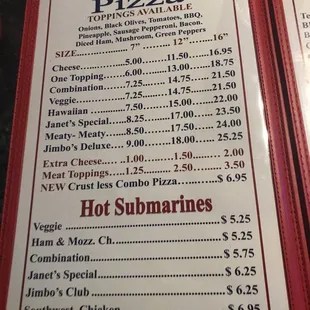 Pizza
TOPPINGS AVAILABLE
Onions, Black Olives, Tomatoes, BBQ,
Pineapple, Sausage Pepperoni, Bacon.
Diced Ham, Mushroom, Green Peppers
SIZE..................7" ........12"......16"
Cheese................5.00...........11.50........16.95
One Topping......6.00...........13.00........18.75
Combination.......7.25.......14.75..... 21.50
Veggie..................7.25.......14.75...... 21.50
Hawaiian ............7.50.......15.00....... 22.00
Janet's Special....8.25.......17.00...... 23.50
Meaty- Meaty......8.50.......17.50...... 24.00
Jimbo's Deluxe... 9.00.......18.00...... 25.25
Extra Cheese......1.00........1.50........ 2.00
Meat Toppings....1.25....... 2.50....... 3.50
NEW Crust less Combo Pizza............$ 6.95
Hot Submarines
Veggie ..............................................$ 5.25
Ham & Mozz. Ch...............................$ 5.25
Combination.......................................$ 5.75
Janet's Special...................................$ 6.25
Jimbo's Club ......................................$ 6.25
Southwest Chicken ............................$ 6.95